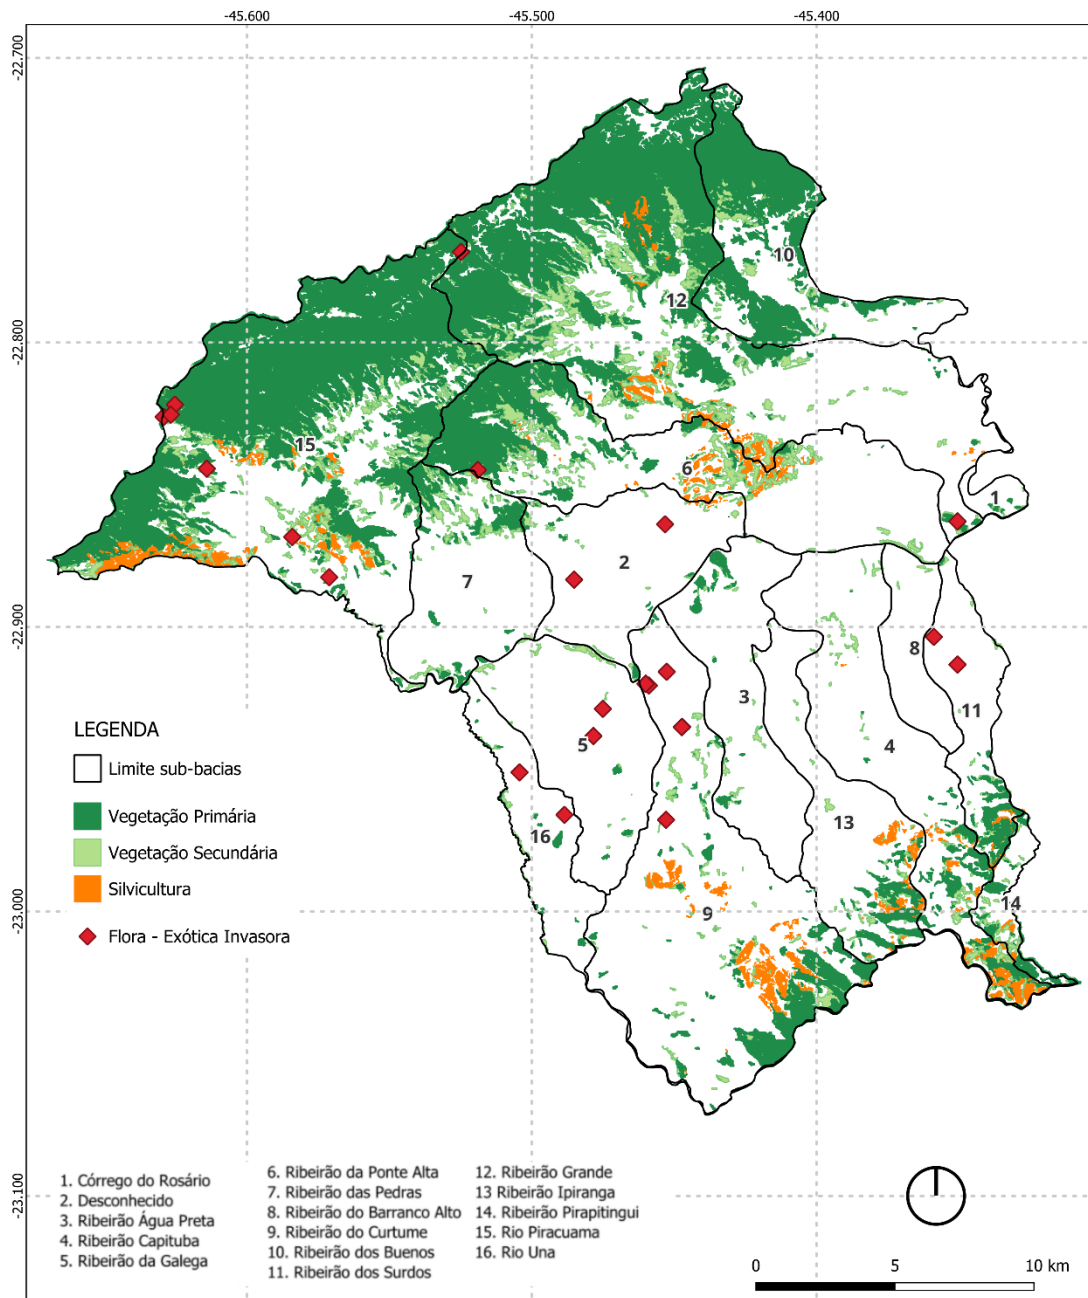 -45.600
-45.500
-45.400
-22.700
-22.800
-22.900
-23.000
-23.100
10
12
15
6
1
2
7
8
3
11
5
4
16
13
14
9
LEGENDA
Limite sub-bacias
Vegetação Primária
Vegetação Secundária
Silvicultura
Flora - Exótica Invasora
1. Córrego do Rosário
2. Desconhecido
3. Ribeirão Água Preta
4. Ribeirão Capituba
5. Ribeirão da Galega
6. Ribeirão da Ponte Alta
7. Ribeirão das Pedras
8. Ribeirão do Barranco Alto
9. Ribeirão do Curtume
10. Ribeirão dos Buenos
11. Ribeirão dos Surdos
12. Ribeirão Grande
13 Ribeirão Ipiranga
14. Ribeirão Pirapitingui
15. Rio Piracuama
16. Rio Una
0 5 10 km